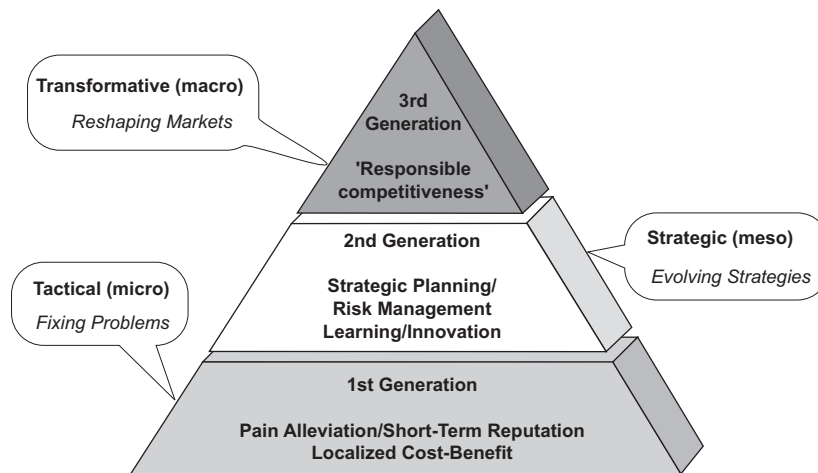 Transformative (macro)
Reshaping Markets
3rd
Generation
'Responsible
competitiveness'
2nd Generation
Strategic Planning/
Risk Management
Learning/Innovation
Strategic (meso)
Evolving Strategies
Tactical (micro)
Fixing Problems
1st Generation
Pain Alleviation/Short-Term Reputation
Localized Cost-Benefit